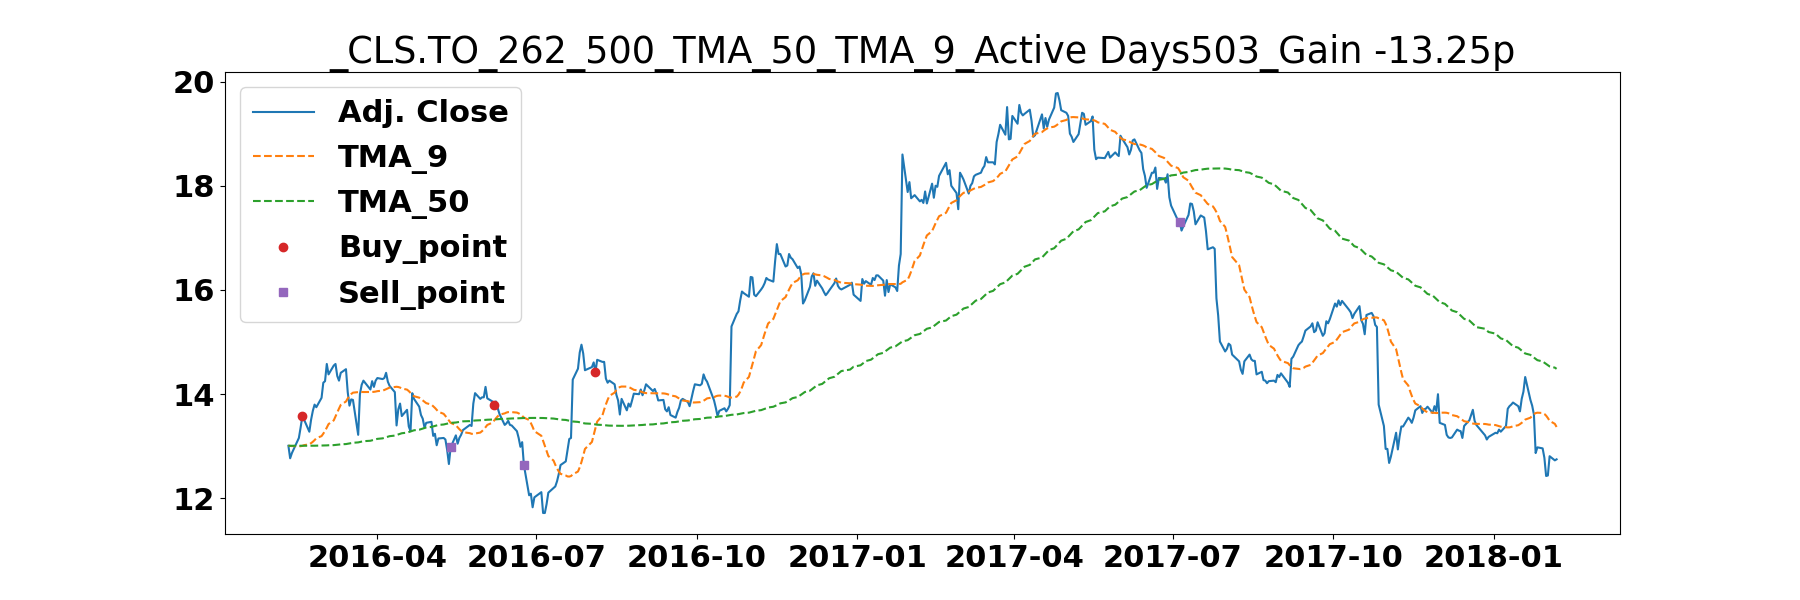 _CLS.TO_262_500_TMA_50_TMA_9_Active Days503_Gain -13.25p
20
18
16
14
12
Adj. Close
TMA_9
TMA_50
Buy_point
Sell_point
2016-04 2016-07 2016-10 2017-01 2017-04 2017-07 2017-10 2018-01